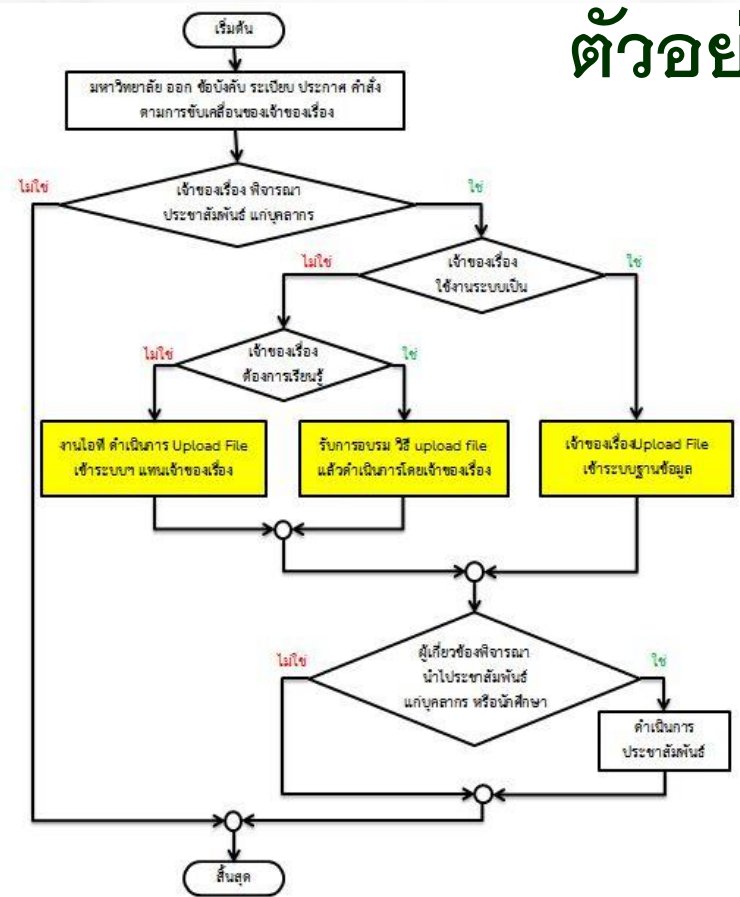 ตัวอย่
เริ่มต้น
มหาวิทยาลัย ออก ข้อบังคับ ระเบียบ ประกาศ คำสั่ง
ตามการขับเคลื่อนของเจ้าของเรื่อง
ไม่ใช่
เจ้าของเรื่อง พิจารณา
ประชาสัมพันธ์ แก่บุคลากร
ใช่
ไม่ใช่
เจ้าของเรื่อง
ใช้งานระบบเป็น
ใช่
ไม่ใช่
เจ้าของเรื่อง
ต้องการเรียนรู้
ใช่
งานไอที ดำเนินการ Upload File
เข้าระบบฯ แทนเจ้าของเรื่อง
รับการอบรม วิธี upload file
แล้วดำเนินการโดยเจ้าของเรื่อง
เจ้าของเรื่องUpload File
เข้าระบบฐานข้อมูล
ไม่ใช่
ผู้เกี่ยวข้องพิจารณา
นำไปประชาสัมพันธ์
แก่บุคลากร หรือนักศึกษา
ใช่
ดำเนินการ
ประชาสัมพันธ์
สิ้นสุด